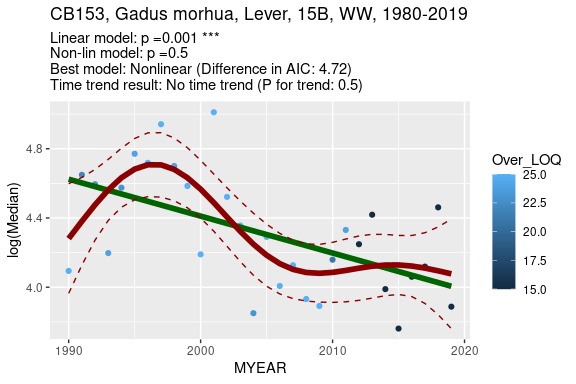 CB153, Gadus morhua, Lever, 15B, WW, 1980-2019
Linear model: p =0.001 ***
Non-lin model: p =0.5
Best model: Nonlinear (Difference in AIC: 4.72)
Time trend result: No time trend (P for trend: 0.5)
log(Median)
4.8
4.4
4.0
1990 2000 2010 2020
MYEAR
Over_LOQ
25.0
22.5
20.0
17.5
15.0